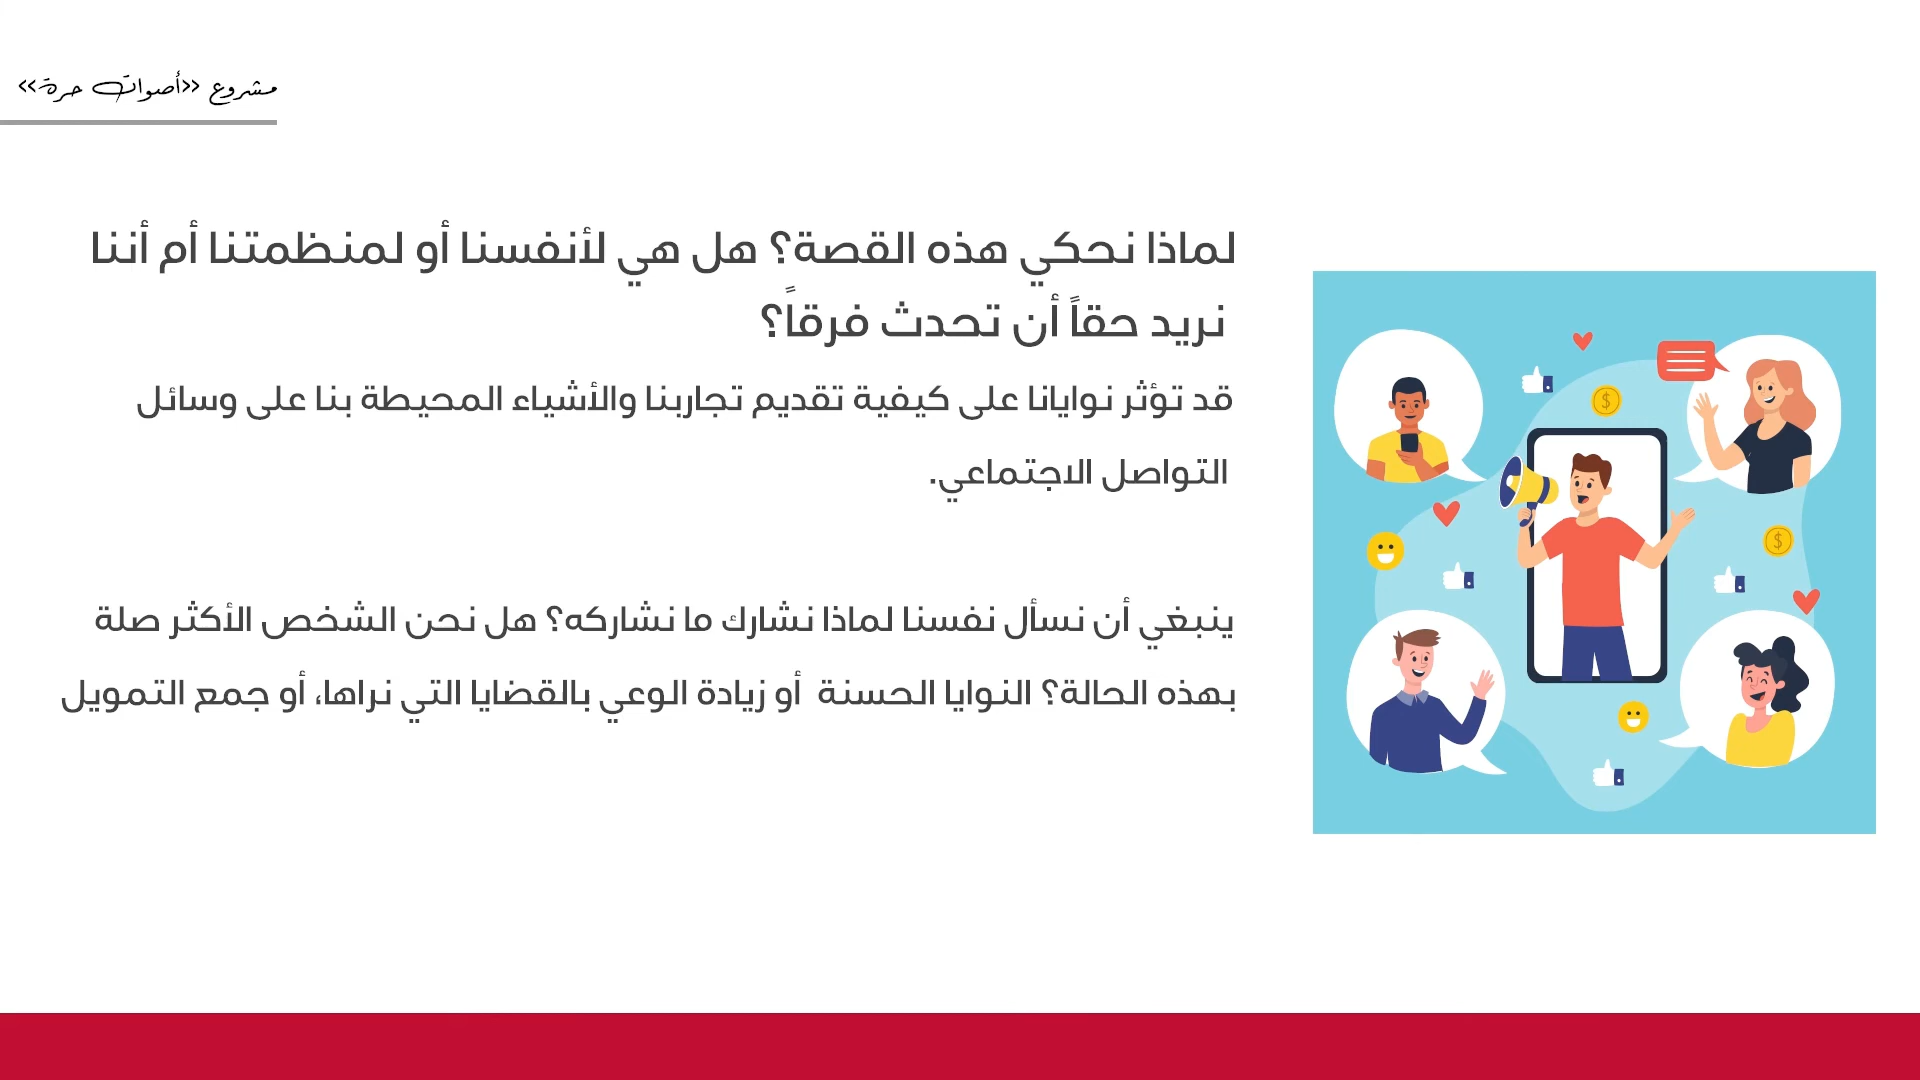 مشروع <<أصوات حرة>>
لماذا نحكي هذه القصة؟ هل هي لأنفسنا أو لمنظمتنا أم أننا
نريد حقاً أن تحدث فرقاً؟
قد تؤثر نوايانا على كيفية تقديم تجاربنا والأشياء المحيطة بنا على وسائل
التواصل الاجتماعي.
ينبغي أن نسأل نفسنا لماذا نشارك ما نشاركه؟ هل نحن الشخص الأكثر صلة
بهذه الحالة؟ النوايا الحسنة أو زيادة الوعي بالقضايا التي نراها، أو جمع التمويل